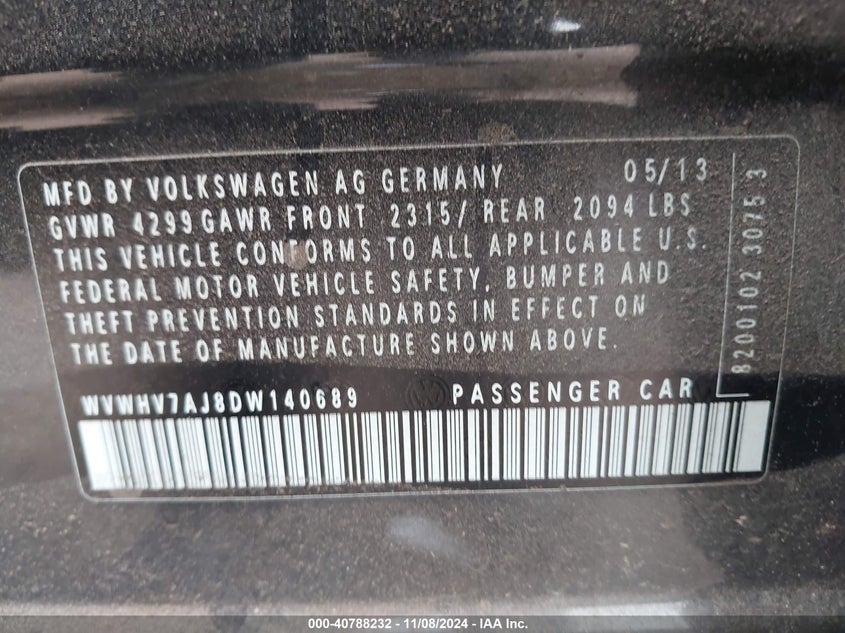 MFD BY VOLKSWAGEN AG GERMANY 05/13
GVWR 4299 GAWR FRONT 2315/ REAR 2094 LBS
THIS VEHICLE CONFORMS TO ALL APPLICABLE U.S.
FEDERAL MOTOR VEHICLE SAFETY, BUMPER AND
THEFT PREVENTION STANDARDS IN EFFECT ON
THE DATE OF MANUFACTURE SHOWN ABOVE.
WVWHV7AJ8DW140689 PASSENGER CAR
8200102 3075 3
000-40788232 - 11/08/2024 - IAA Inc.